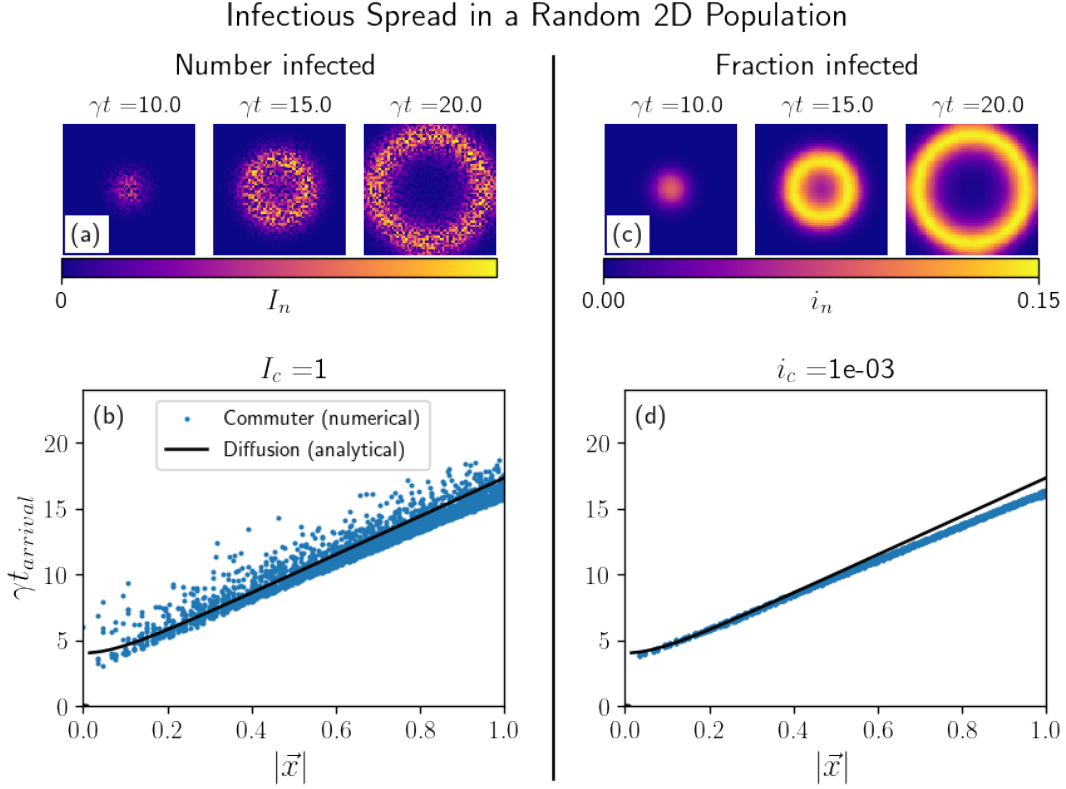 Infectious Spread in a Random 2D Population
Number infected
γt =10.0
γt =15.0
γt =20.0
(a)
0
I_n
Fraction infected
γt =10.0
γt =15.0
γt =20.0
(c)
0.00
i_n
0.15
I_c =1
(b)
Commuter (numerical)
Diffusion (analytical)
20
15
10
5
0
γt_{arrival}
0.0 0.2 0.4 0.6 0.8 1.0
|x⃗|
i_c =1e-03
(d)
20
15
10
5
0
0.0 0.2 0.4 0.6 0.8 1.0
|x⃗|